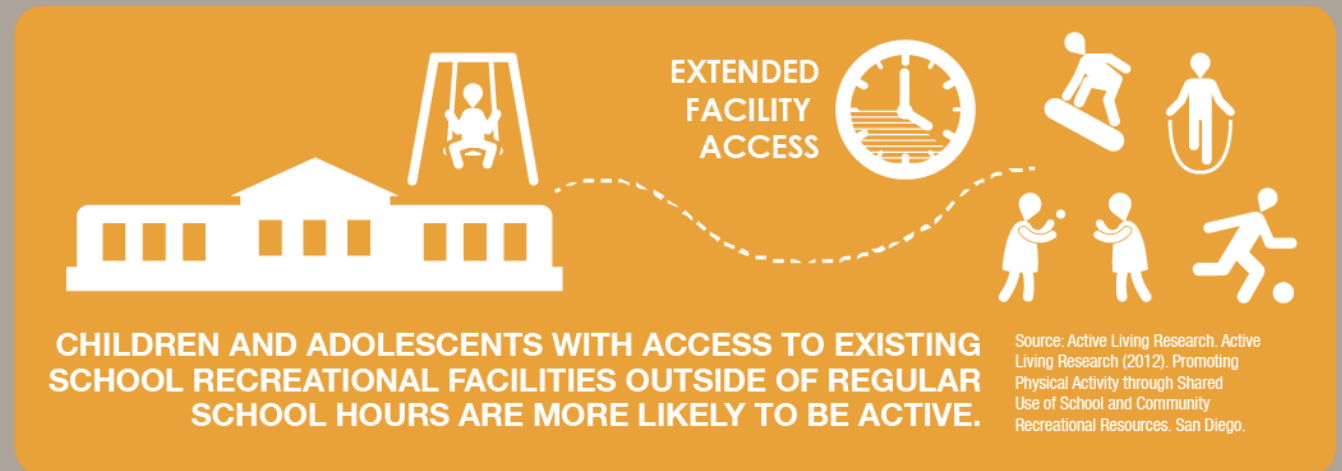 EXTENDED
FACILITY
ACCESS
CHILDREN AND ADOLESCENTS WITH ACCESS TO EXISTING
SCHOOL RECREATIONAL FACILITIES OUTSIDE OF REGULAR
SCHOOL HOURS ARE MORE LIKELY TO BE ACTIVE.
Source: Active Living Research. Active
Living Research (2012). Promoting
Physical Activity through Shared
Use of School and Community
Recreational Resources. San Diego.